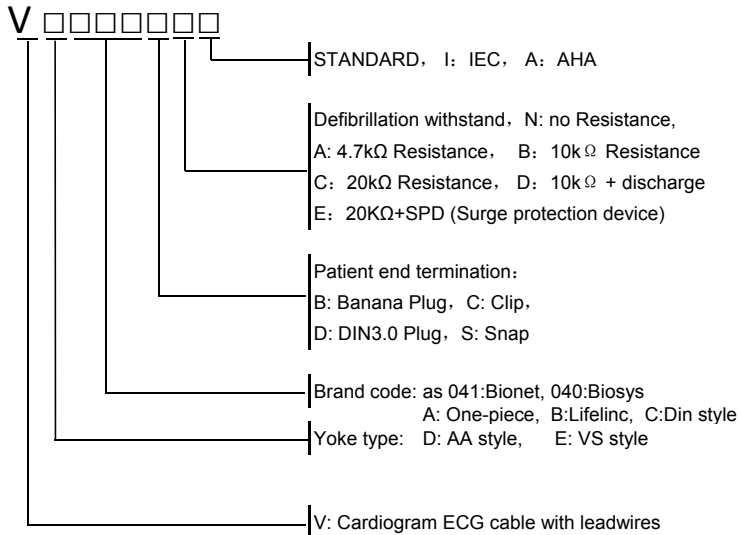 V □□□□□□□
STANDARD， I：IEC， A：AHA
Defibrillation withstand，N: no Resistance,
A: 4.7kΩ Resistance， B：10kΩ Resistance
C：20kΩ Resistance，D：10kΩ + discharge
E：20KΩ+SPD (Surge protection device)
Patient end termination：
B: Banana Plug，C: Clip，
D: DIN3.0 Plug，S: Snap
Brand code: as 041:Bionet, 040:Biosys
A: One-piece, B:Lifelinc, C:Din style
Yoke type: D: AA style, E: VS style
V: Cardiogram ECG cable with leadwires